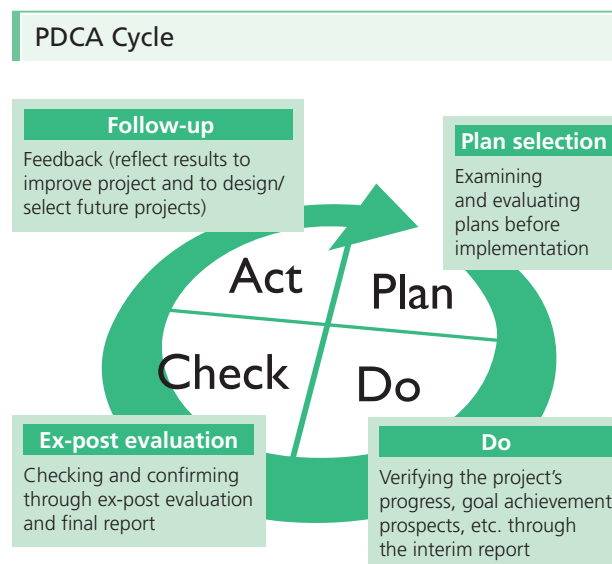 PDCA Cycle
Follow-up
Feedback (reflect results to
improve project and to design/
select future projects)
Plan selection
Examining
and evaluating
plans before
implementation
Act
Plan
Check
Do
Ex-post evaluation
Checking and confirming
through ex-post evaluation
and final report
Do
Verifying the project’s
progress, goal achievement
prospects, etc. through
the interim report